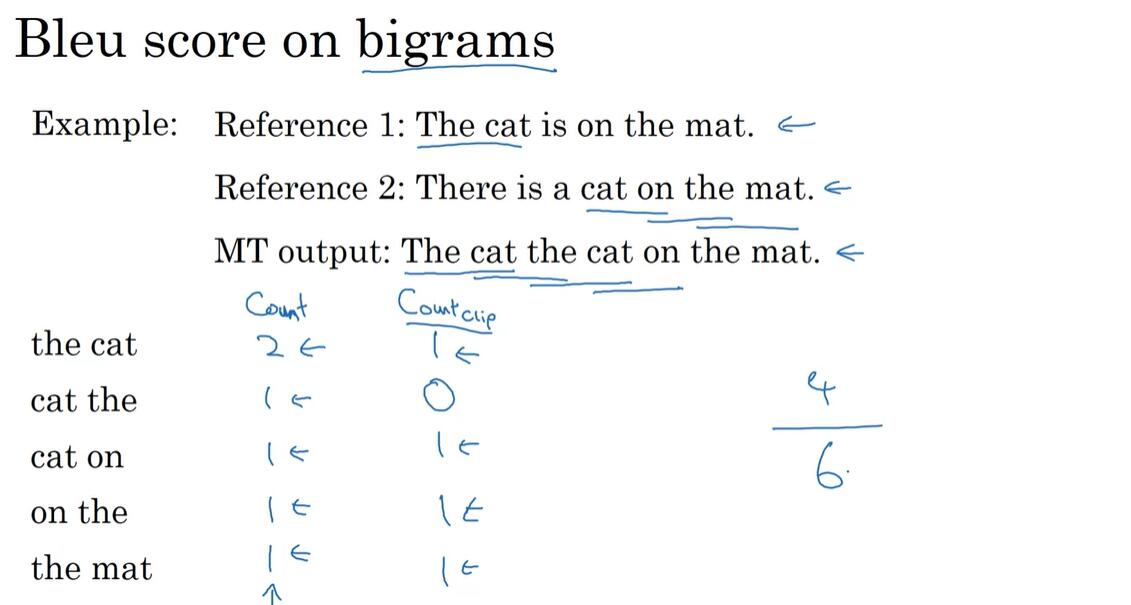 Bleu score on bigrams
Example: Reference 1: The cat is on the mat. ←
Reference 2: There is a cat on the mat. ←
MT output: The cat the cat on the mat. ←
Count Count clip
the cat 2 ← 1 ←
cat the 1 ← 0
cat on 1 ← 1 ←
on the 1 ← 1 ←
the mat 1 ← 1 ←
↑
4
6